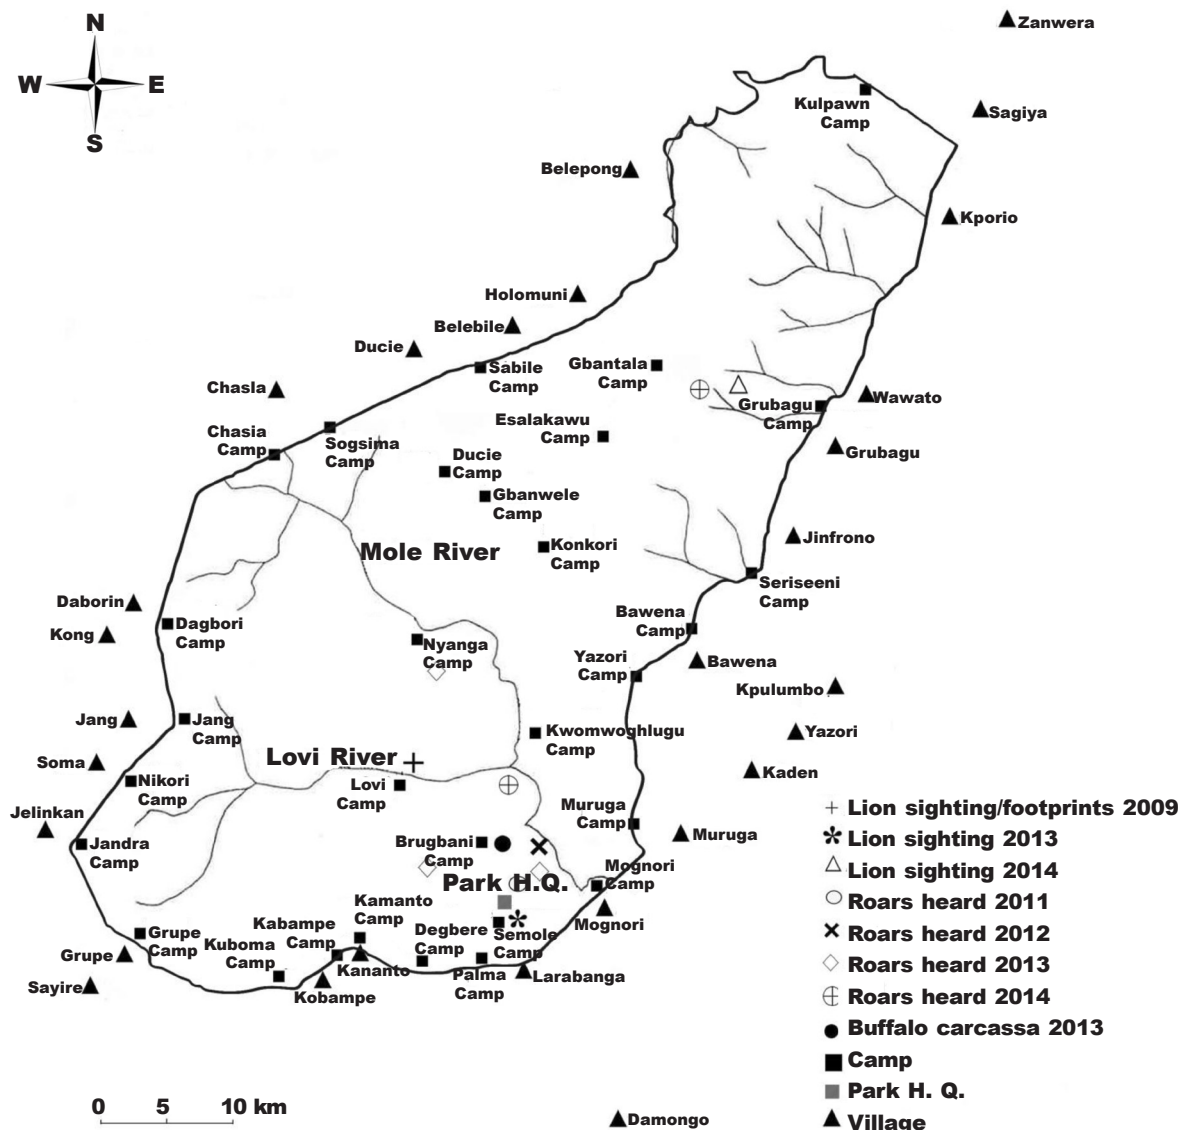 N
W
E
S
Zanwera
Kulpawn
Camp
Sagiya
Belepong
Kporio
Holomuni
Belebile
Ducie
Sabile
Camp
Gbantala
Camp
Chasla
Grubagu
Camp
Wawato
Chasia
Camp
Sogsima
Camp
Esalakawu
Camp
Grubagu
Ducie
Camp
Gbanwele
Camp
Mole River
Konkori
Camp
Jinfrono
Seriseeni
Camp
Daborin
Kong
Dagbori
Camp
Nyanga
Camp
Bawena
Camp
Yazori
Camp
Bawena
Kpulumbo
Jang
Jang
Camp
Kwomwoghlugu
Camp
Yazori
Soma
Nikori
Camp
Lovi River
Lovi
Camp
Kaden
Jelinkan
Jandra
Camp
Muruga
Camp
Muruga
Brugbani
Camp
Park H.Q.
Mognori
Camp
Mognori
Kamanto
Camp
Kabampe
Camp
Degbere
Camp
Semole
Camp
Grupe
Camp
Kuboma
Camp
Grupe
Kananto
Palma
Camp
Larabanga
Sayire
Kobampe
Damongo
0 5 10 km
Lion sighting/footprints 2009
Lion sighting 2013
Lion sighting 2014
Roars heard 2011
Roars heard 2012
Roars heard 2013
Roars heard 2014
Buffalo carcassa 2013
Camp
Park H. Q.
Village